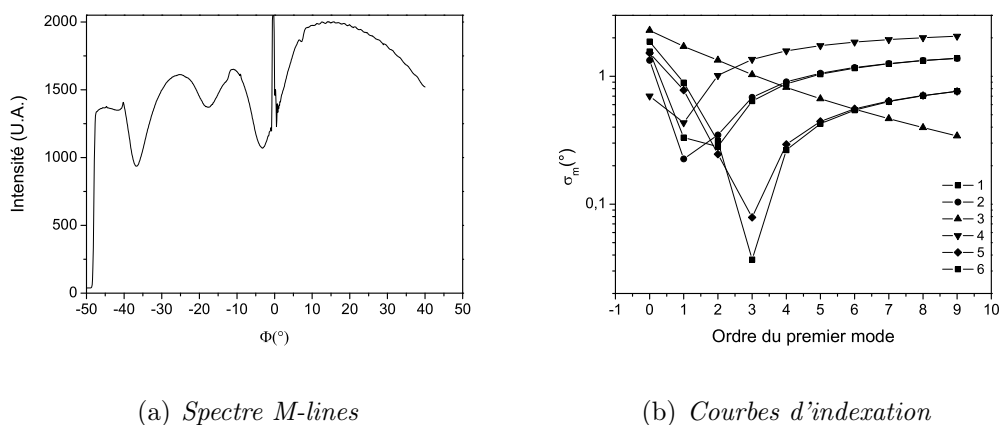 2000
1500
1000
500
0
-50 -40 -30 -20 -10 0 10 20 30 40 50
Intensité (U.A.)
Φ(°)
1
0,1
-1 0 1 2 3 4 5 6 7 8 9 10
σm(°)
Ordre du premier mode
1
2
3
4
5
6
(a) Spectre M-lines
(b) Courbes d'indexation